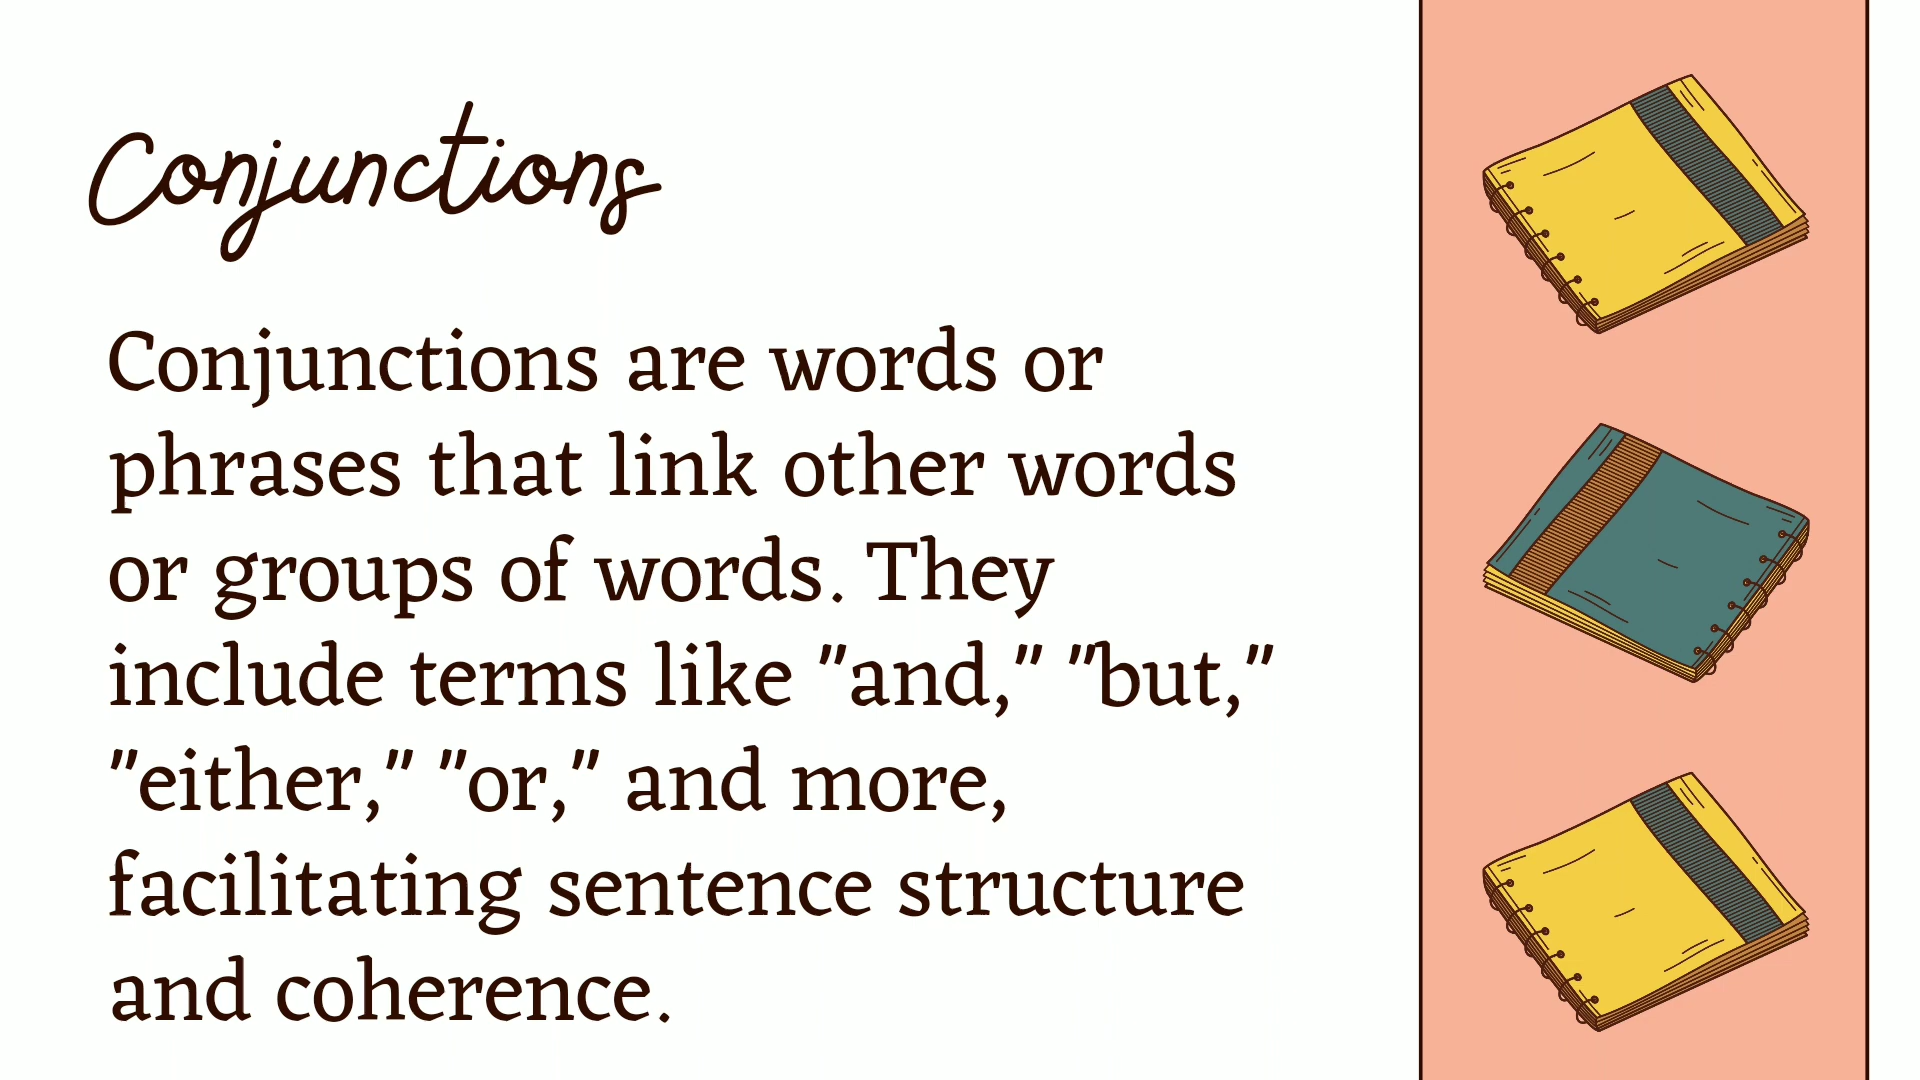 Conjunctions
Conjunctions are words or
phrases that link other words
or groups of words. They
include terms like "and," "but,"
"either," "or," and more,
facilitating sentence structure
and coherence.